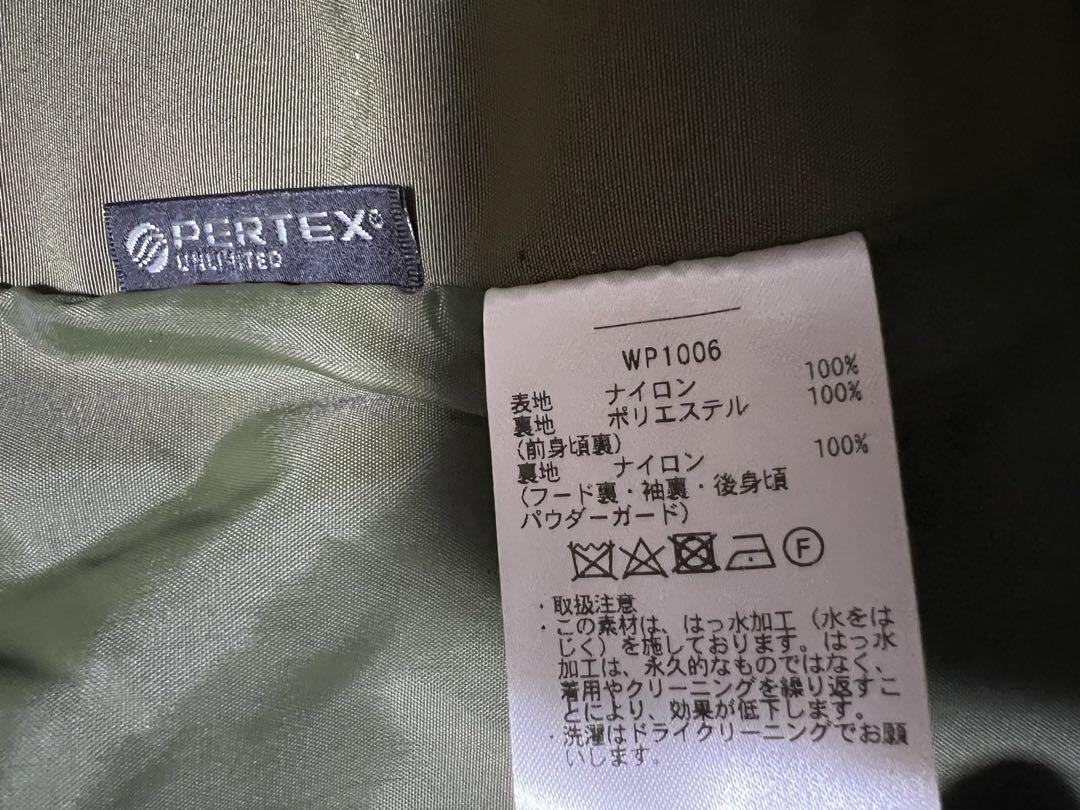 PERTEX®
UNLIMITED
WP1006
表地 ナイロン 100%
裏地 ポリエステル 100%
(前身頃裏)
裏地 ナイロン 100%
(フード裏・袖裏・後身頃
パウダーガード)
F
・取扱注意
・この素材は、はっ水加工（水をは
じく）を施しております。はっ水
加工は、永久的なものではなく、
着用やクリーニングを繰り返すこ
とにより、効果が低下します。
・洗濯はドライクリーニングでお願
いします。